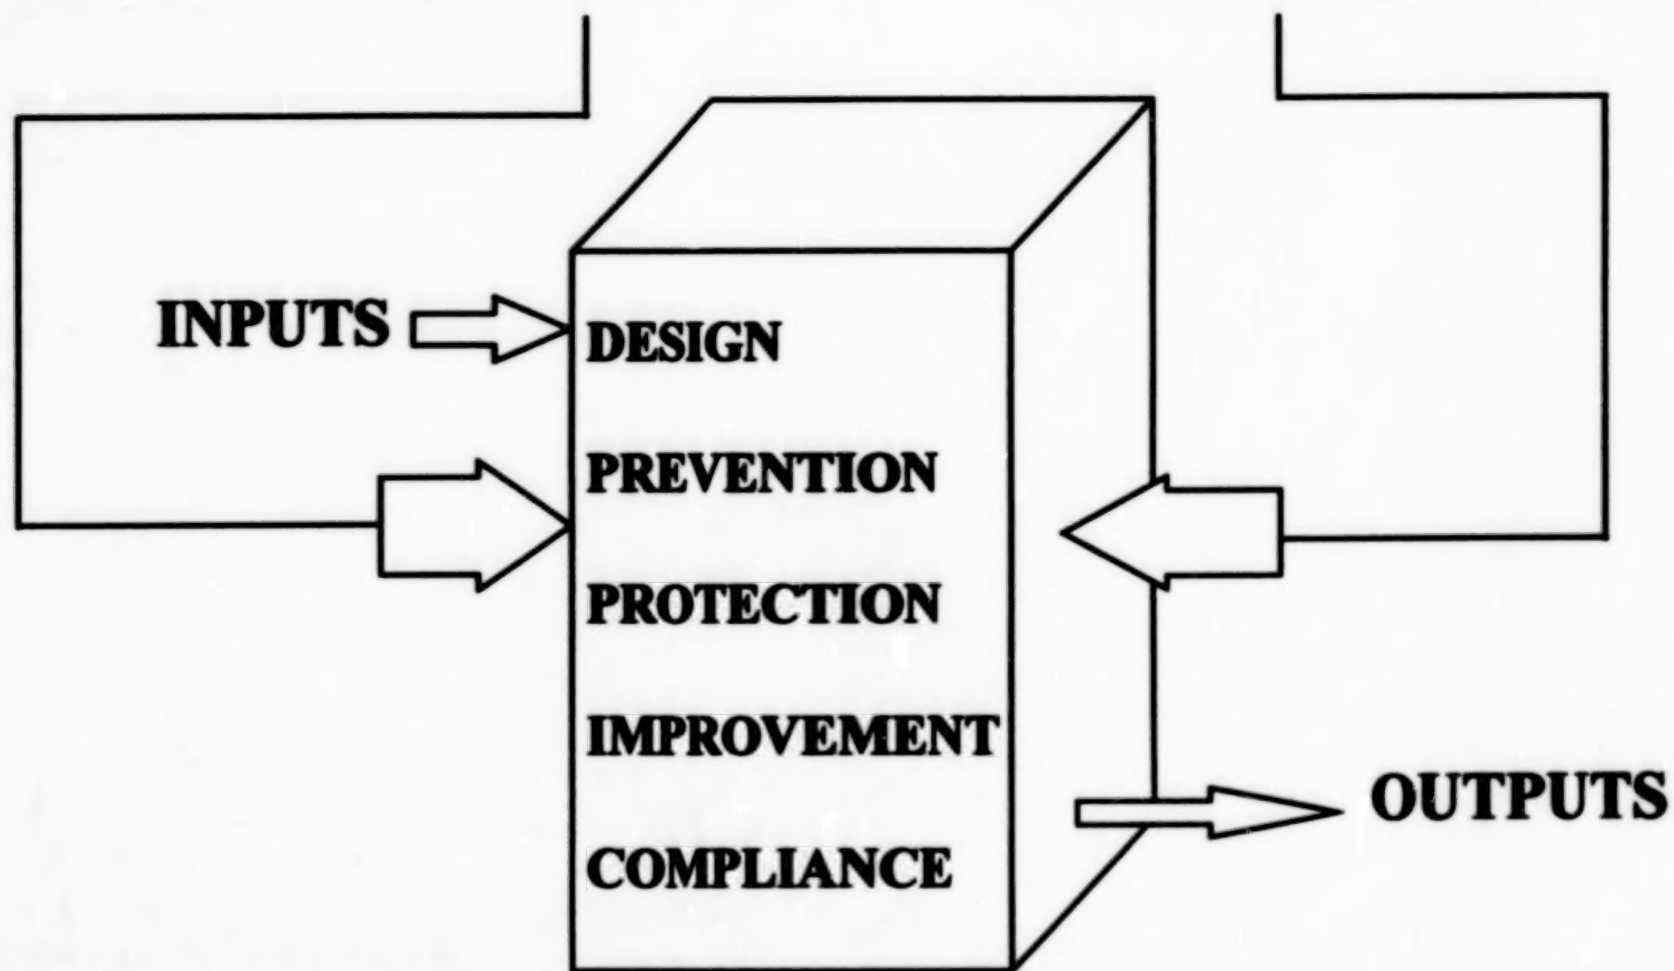 INPUTS
DESIGN
PREVENTION
PROTECTION
IMPROVEMENT
COMPLIANCE
OUTPUTS